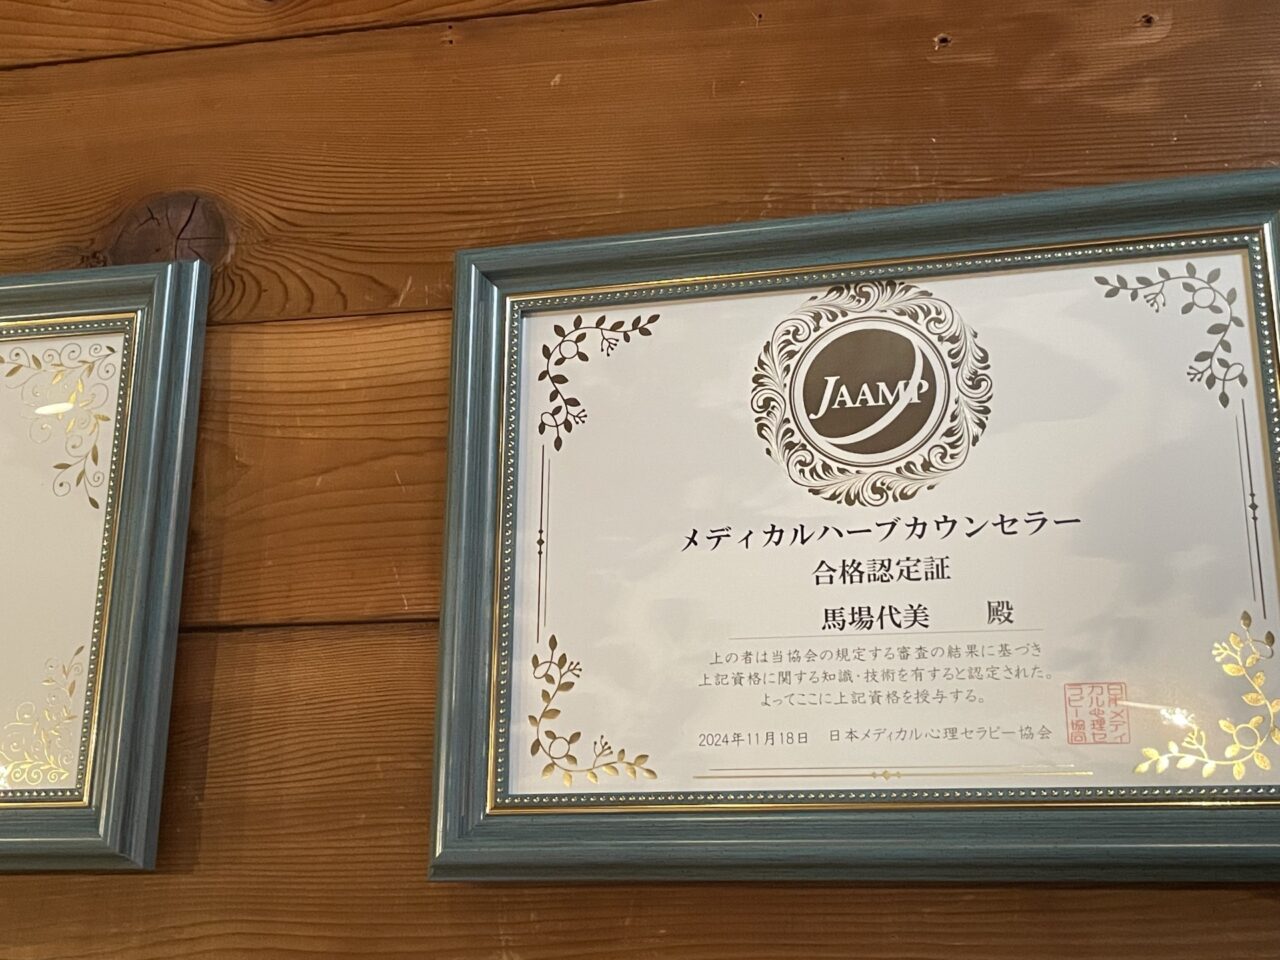 JAAMP
メディカルハーブカウンセラー
合格認定証
馬場代美 殿
上の者は当協会の規定する審査の結果に基づき
上記資格に関する知識・技術を有すると認定された。
よってここに上記資格を授与する。
2024年11月18日 日本メディカル心理セラピー協会
日本メディ
カル心理セ
ラピー協会